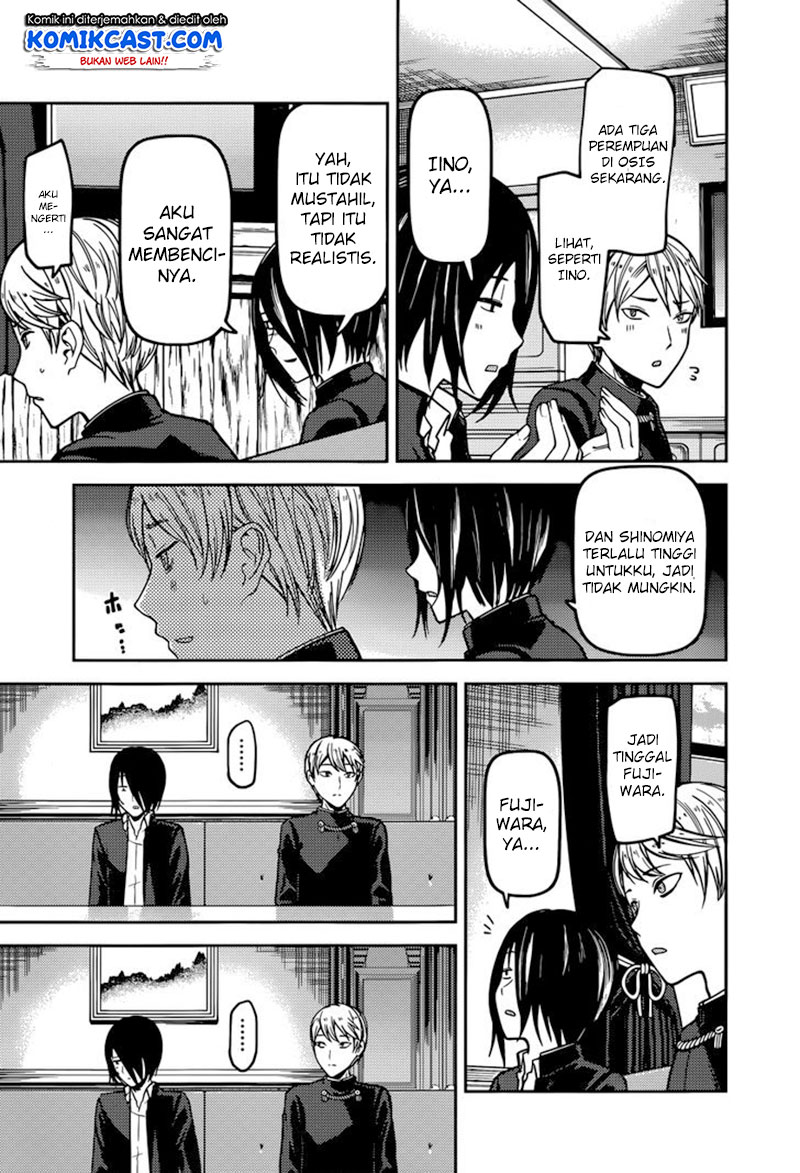 Komik ini diterjemahkan & diedit oleh
KOMIKCAST.COM
BUKAN WEB LAIN!!
ADA TIGA
PEREMPUAN
DI OSIS
SEKARANG.
LIHAT,
SEPERTI
IINO.
IINO,
YA...
YAH,
ITU TIDAK
MUSTAHIL,
TAPI ITU
TIDAK
REALISTIS.
AKU
SANGAT
MEMBENCI-
NYA.
AKU
ME-
NGERTI
...
DAN SHINOMIYA
TERLALU TINGGI
UNTUKKU, JADI
TIDAK MUNGKIN.
ホ...
JADI
TINGGAL
FUJI-
WARA.
FUJI-
WARA,
YA...
......
......